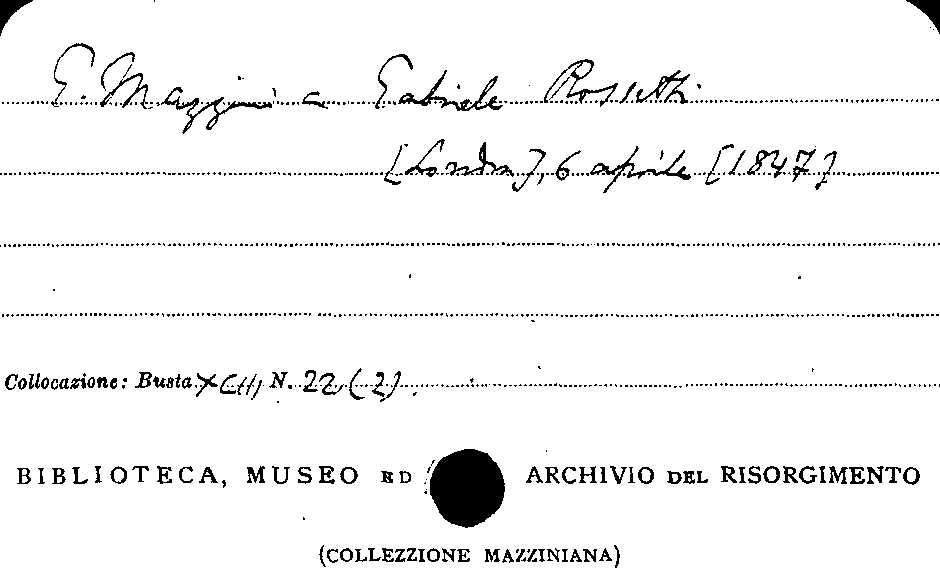 G. Mazzini a Gabriele Rossetti
[Londra], 6 aprile [1847]
Collocazione: Busta XCIII N. 22, (2).
BIBLIOTECA, MUSEO ED ARCHIVIO DEL RISORGIMENTO
(COLLEZZIONE MAZZINIANA)